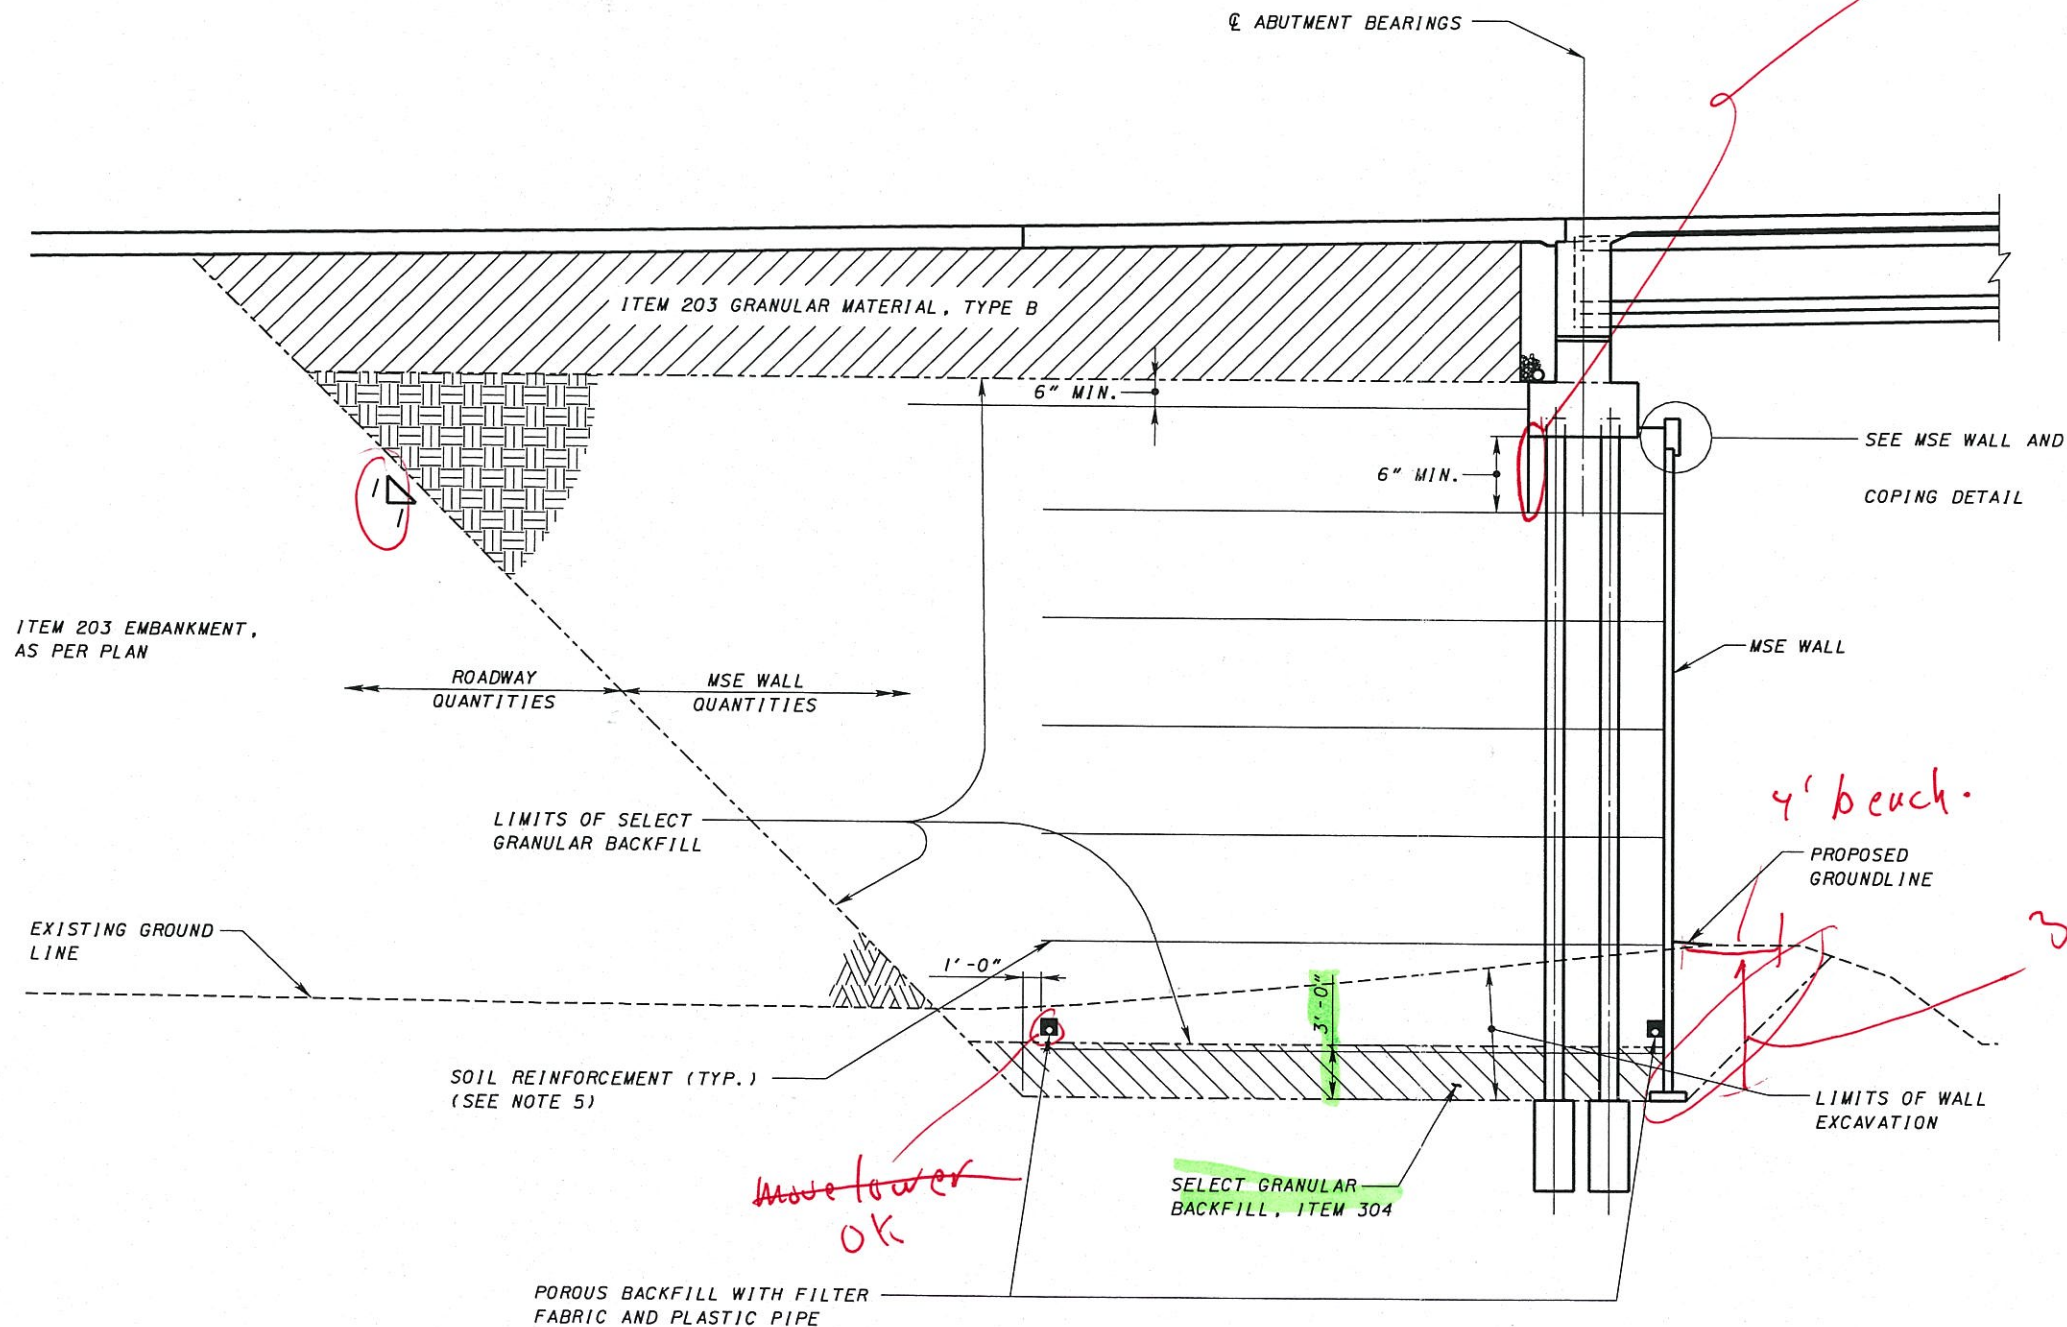 ℄ ABUTMENT BEARINGS
ITEM 203 GRANULAR MATERIAL, TYPE B
6" MIN.
6" MIN.
SEE MSE WALL AND
COPING DETAIL
1
1
ITEM 203 EMBANKMENT,
AS PER PLAN
ROADWAY
QUANTITIES
MSE WALL
QUANTITIES
MSE WALL
4' bench.
LIMITS OF SELECT
GRANULAR BACKFILL
PROPOSED
GROUNDLINE
EXISTING GROUND
LINE
1'-0"
3'-0"
3
SOIL REINFORCEMENT (TYP.)
(SEE NOTE 5)
LIMITS OF WALL
EXCAVATION
move lower
OK
SELECT GRANULAR
BACKFILL, ITEM 304
POROUS BACKFILL WITH FILTER
FABRIC AND PLASTIC PIPE